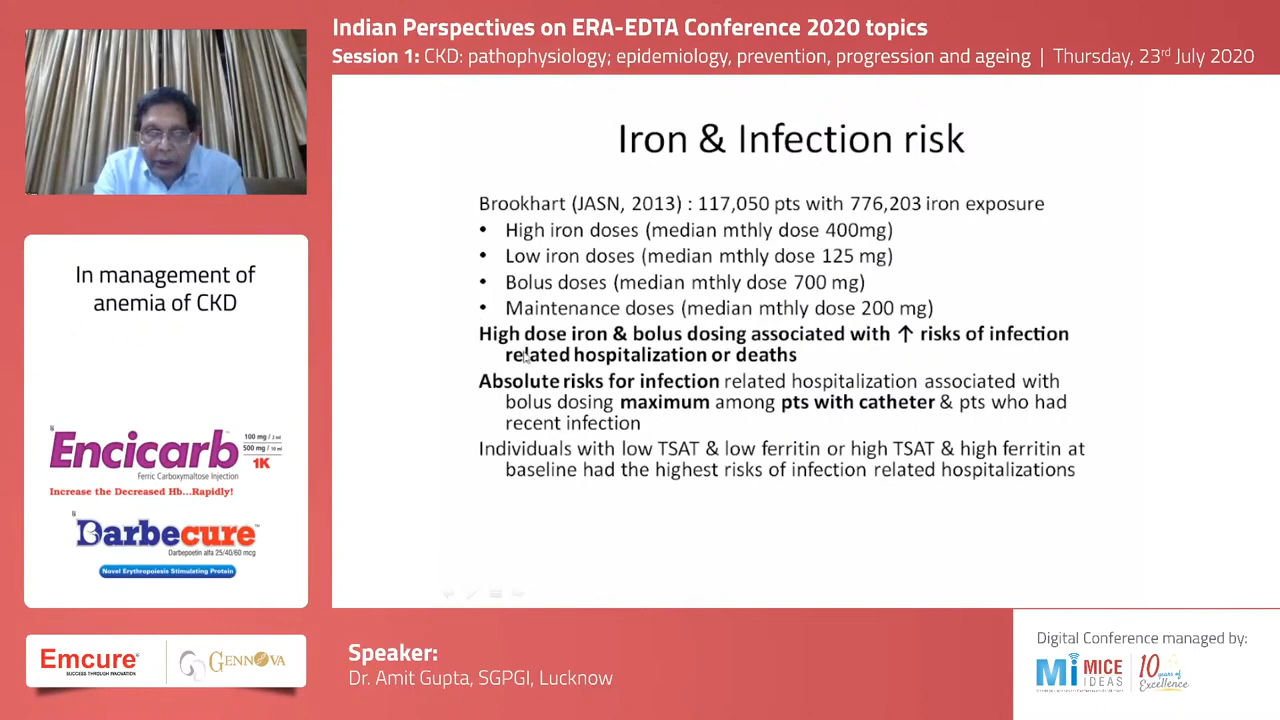 Indian Perspectives on ERA-EDTA Conference 2020 topics
Session 1: CKD: pathophysiology; epidemiology, prevention, progression and ageing | Thursday, 23rd July 2020
In management of
anemia of CKD
Encicarb
100 mg / 2 ml
500 mg / 10 ml
1K
Ferric Carboxymaltose Injection
Increase the Decreased Hb...Rapidly!
Darbecure™
Darbepoetin alfa 25/40/60 mcg
Novel Erythropoiesis Stimulating Protein
Iron & Infection risk
Brookhart (JASN, 2013) : 117,050 pts with 776,203 iron exposure
• High iron doses (median mthly dose 400mg)
• Low iron doses (median mthly dose 125 mg)
• Bolus doses (median mthly dose 700 mg)
• Maintenance doses (median mthly dose 200 mg)
High dose iron & bolus dosing associated with ↑ risks of infection
related hospitalization or deaths
Absolute risks for infection related hospitalization associated with
bolus dosing maximum among pts with catheter & pts who had
recent infection
Individuals with low TSAT & low ferritin or high TSAT & high ferritin at
baseline had the highest risks of infection related hospitalizations
Emcure®
SUCCESS THROUGH INNOVATION
GENNOVA
Speaker:
Dr. Amit Gupta, SGPGI, Lucknow
Digital Conference managed by:
Mi MICE
IDEAS
10 years of
Excellence